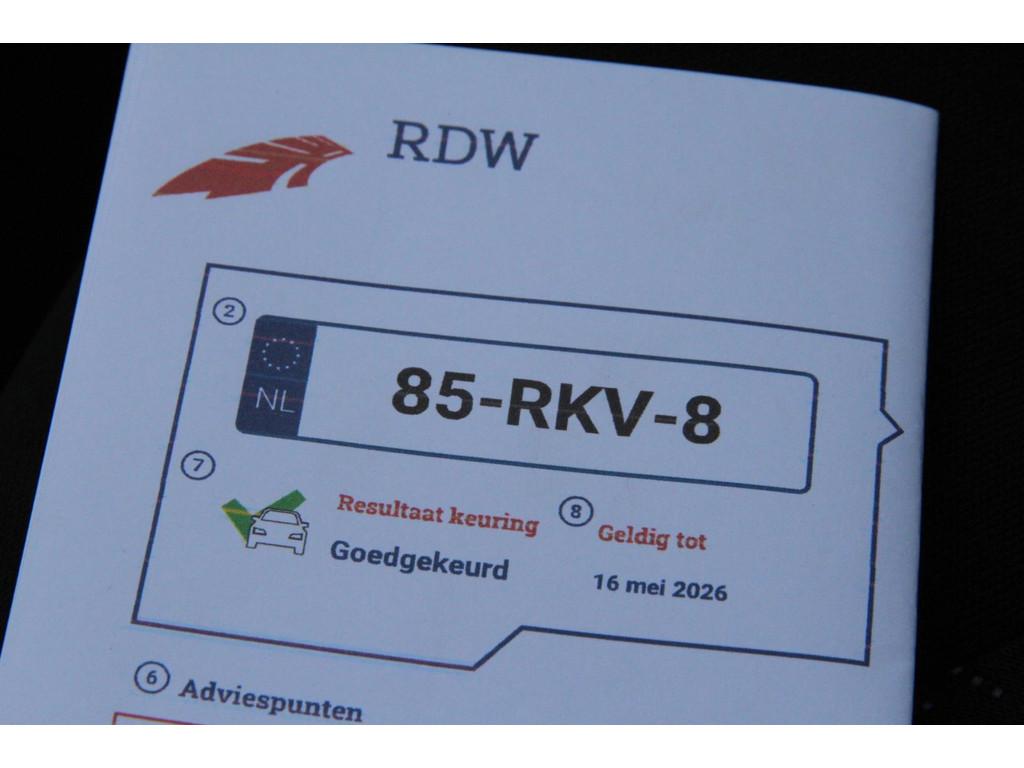 RDW
2
NL
85-RKV-8
7
Resultaat keuring
Goedgekeurd
8
Geldig tot
16 mei 2026
6 Adviespunten